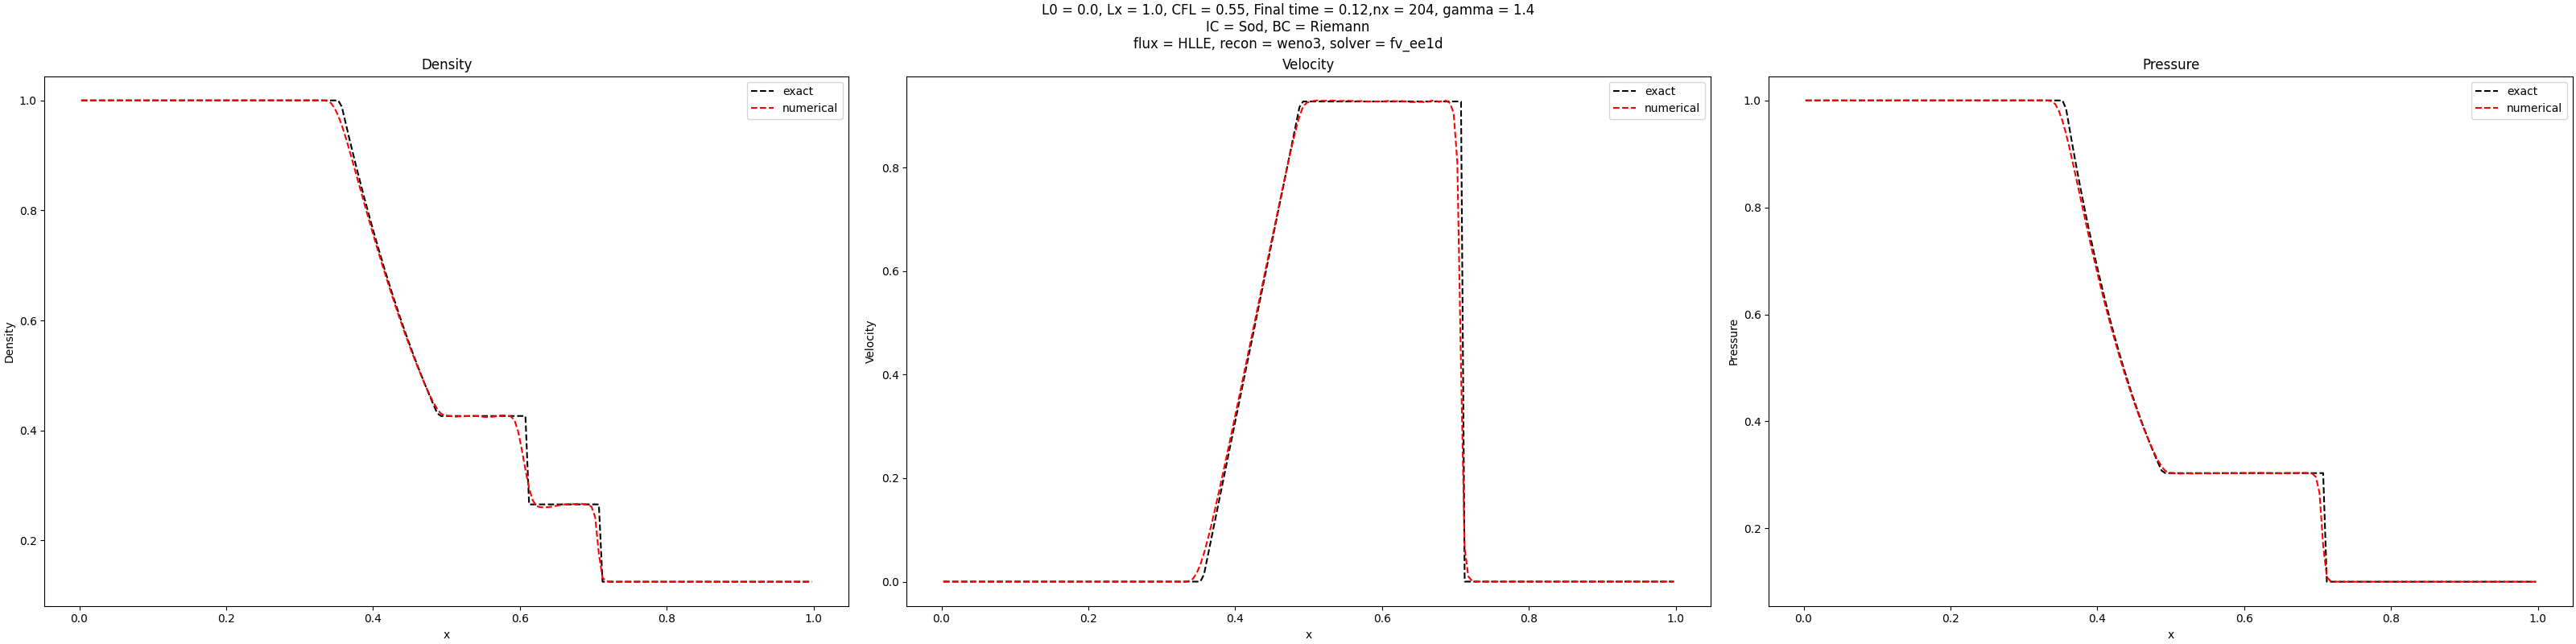 L0 = 0.0, Lx = 1.0, CFL = 0.55, Final time = 0.12,nx = 204, gamma = 1.4
IC = Sod, BC = Riemann
flux = HLLE, recon = weno3, solver = fv_ee1d
Density
exact
numerical
1.0
0.8
0.6
0.4
0.2
Density
0.0 0.2 0.4 0.6 0.8 1.0
x
Velocity
exact
numerical
0.8
0.6
0.4
0.2
0.0
Velocity
0.0 0.2 0.4 0.6 0.8 1.0
x
Pressure
exact
numerical
1.0
0.8
0.6
0.4
0.2
Pressure
0.0 0.2 0.4 0.6 0.8 1.0
x